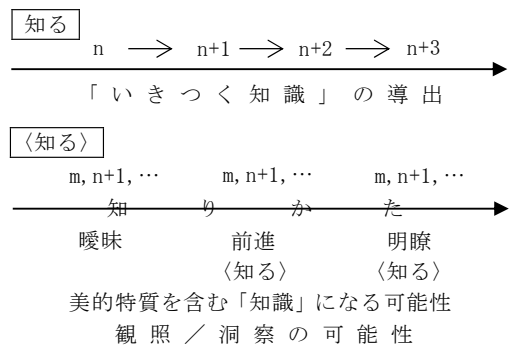 知る
n → n+1 → n+2 → n+3
「いきつく知識」の導出
〈知る〉
m, n+1, … m, n+1, … m, n+1, …
知りかた
曖昧 前進 明瞭
〈知る〉 〈知る〉
美的特質を含む「知識」になる可能性
観照／洞察の可能性